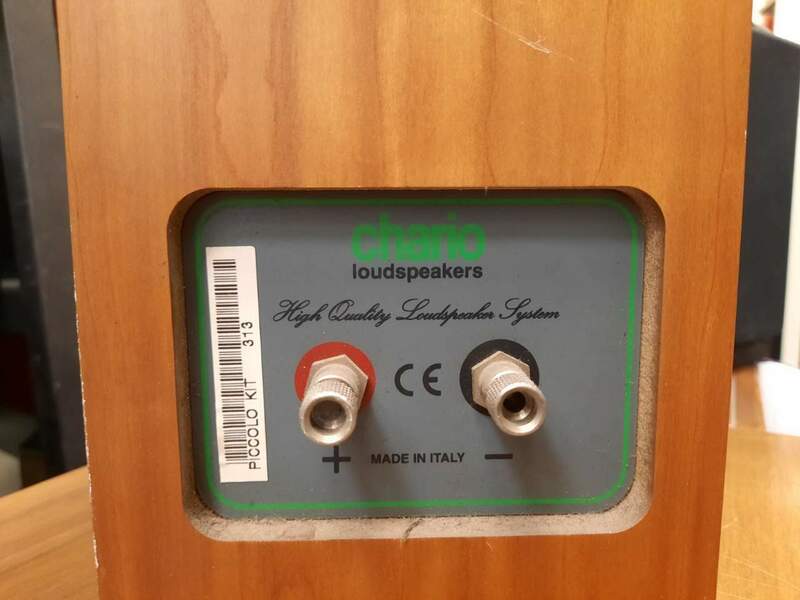 chario
loudspeakers
High Quality Loudspeaker System
PICCOLO KIT 313
CE
+ MADE IN ITALY −